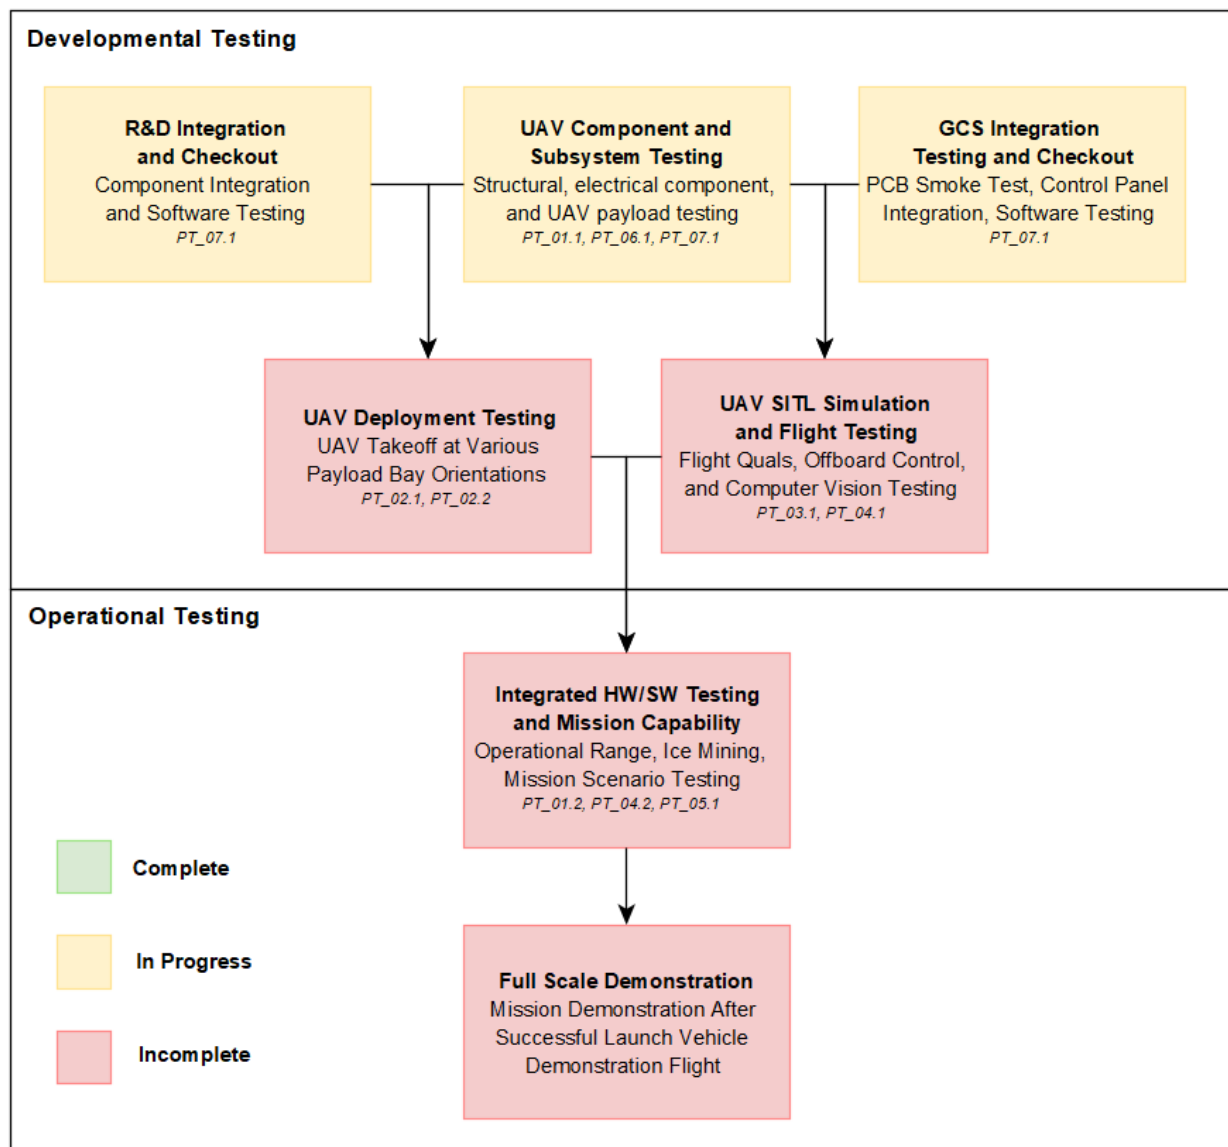 Developmental Testing
R&D Integration
and Checkout
Component Integration
and Software Testing
PT_07.1
UAV Component and
Subsystem Testing
Structural, electrical component,
and UAV payload testing
PT_01.1, PT_06.1, PT_07.1
GCS Integration
Testing and Checkout
PCB Smoke Test, Control Panel
Integration, Software Testing
PT_07.1
UAV Deployment Testing
UAV Takeoff at Various
Payload Bay Orientations
PT_02.1, PT_02.2
UAV SITL Simulation
and Flight Testing
Flight Quals, Offboard Control,
and Computer Vision Testing
PT_03.1, PT_04.1
Operational Testing
Integrated HW/SW Testing
and Mission Capability
Operational Range, Ice Mining,
Mission Scenario Testing
PT_01.2, PT_04.2, PT_05.1
Complete
In Progress
Incomplete
Full Scale Demonstration
Mission Demonstration After
Successful Launch Vehicle
Demonstration Flight